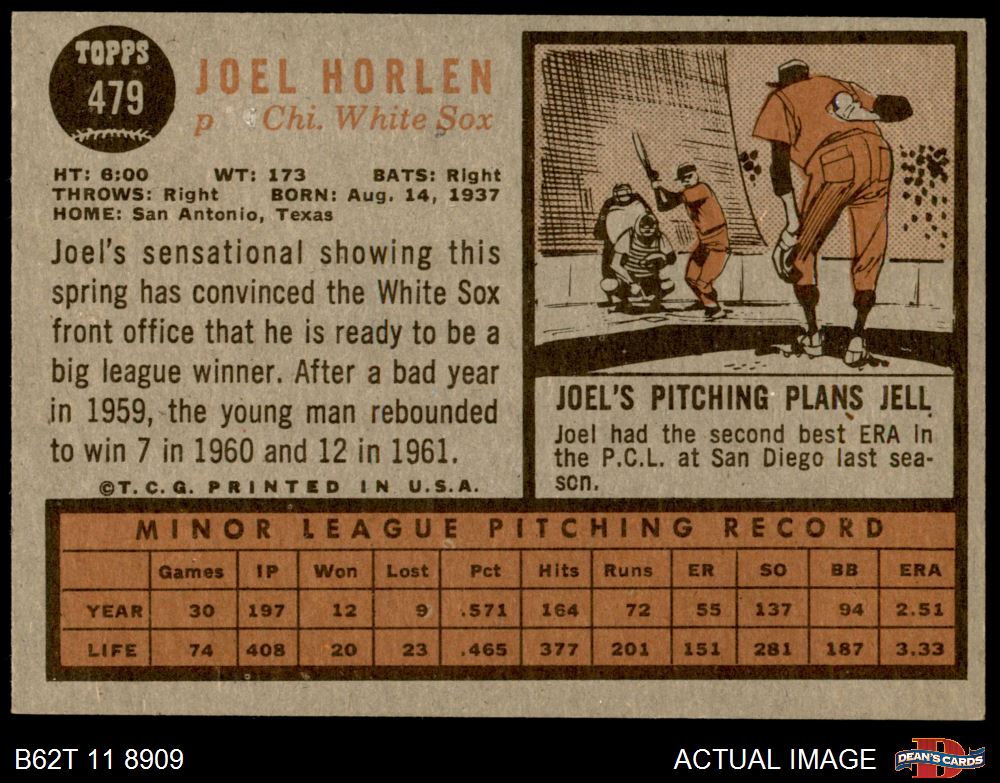 TOPPS
479
JOEL HORLEN
p Chi. White Sox
HT: 6:00 WT: 173 BATS: Right
THROWS: Right BORN: Aug. 14, 1937
HOME: San Antonio, Texas
Joel's sensational showing this
spring has convinced the White Sox
front office that he is ready to be a
big league winner. After a bad year
in 1959, the young man rebounded
to win 7 in 1960 and 12 in 1961.
©T. C. G. PRINTED IN U.S.A.
JOEL'S PITCHING PLANS JELL
Joel had the second best ERA in
the P.C.L. at San Diego last sea-
son.
MINOR LEAGUE PITCHING RECORD
Games IP Won Lost Pct Hits Runs ER SO BB ERA
YEAR 30 197 12 9 .571 164 72 55 137 94 2.51
LIFE 74 408 20 23 .465 377 201 151 281 187 3.33
B62T 11 8909
ACTUAL IMAGE
D
DEAN'S CARDS